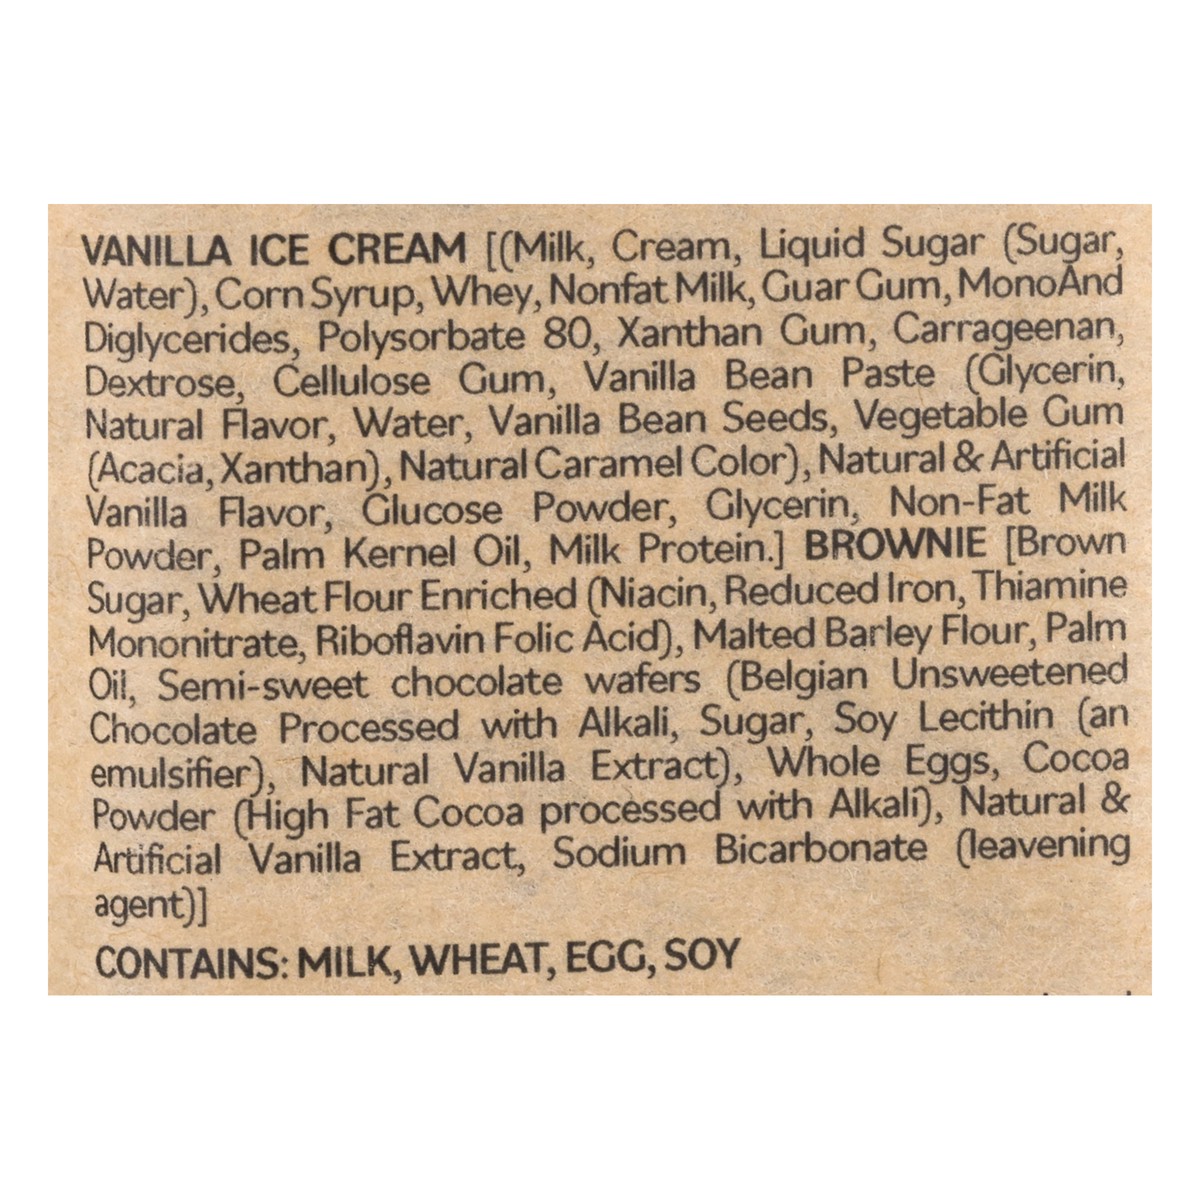 VANILLA ICE CREAM [(Milk, Cream, Liquid Sugar (Sugar,
Water), Corn Syrup, Whey, Nonfat Milk, Guar Gum, MonoAnd
Diglycerides, Polysorbate 80, Xanthan Gum, Carrageenan,
Dextrose, Cellulose Gum, Vanilla Bean Paste (Glycerin,
Natural Flavor, Water, Vanilla Bean Seeds, Vegetable Gum
(Acacia, Xanthan), Natural Caramel Color), Natural & Artificial
Vanilla Flavor, Glucose Powder, Glycerin, Non-Fat Milk
Powder, Palm Kernel Oil, Milk Protein.] BROWNIE [Brown
Sugar, Wheat Flour Enriched (Niacin, Reduced Iron, Thiamine
Mononitrate, Riboflavin Folic Acid), Malted Barley Flour, Palm
Oil, Semi-sweet chocolate wafers (Belgian Unsweetened
Chocolate Processed with Alkali, Sugar, Soy Lecithin (an
emulsifier), Natural Vanilla Extract), Whole Eggs, Cocoa
Powder (High Fat Cocoa processed with Alkali), Natural &
Artificial Vanilla Extract, Sodium Bicarbonate (leavening
agent)]
CONTAINS: MILK, WHEAT, EGG, SOY